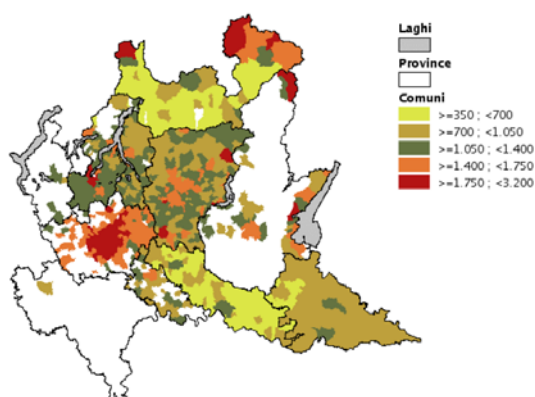 Laghi
Province
Comuni
>=350 ; <700
>=700 ; <1.050
>=1.050 ; <1.400
>=1.400 ; <1.750
>=1.750 ; <3.200